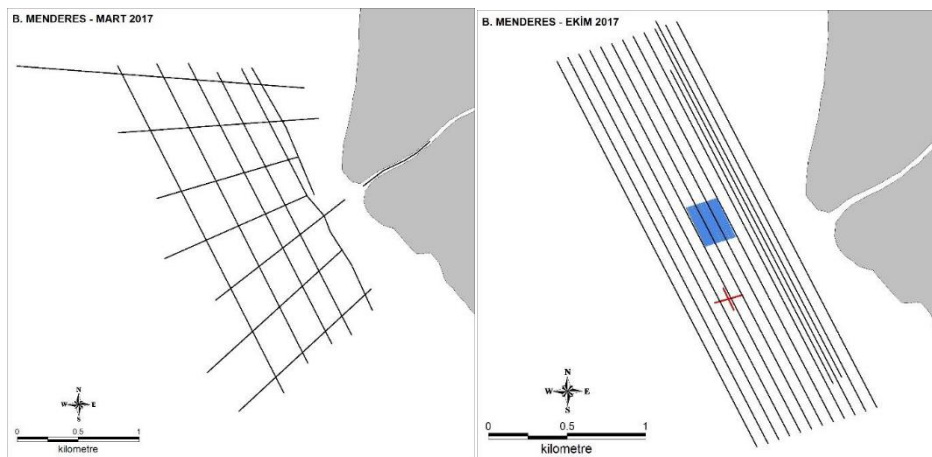 B. MENDERES - MART 2017
N
W E
S
0 0.5 1
kilometre
B. MENDERES - EKİM 2017
N
W E
S
0 0.5 1
kilometre